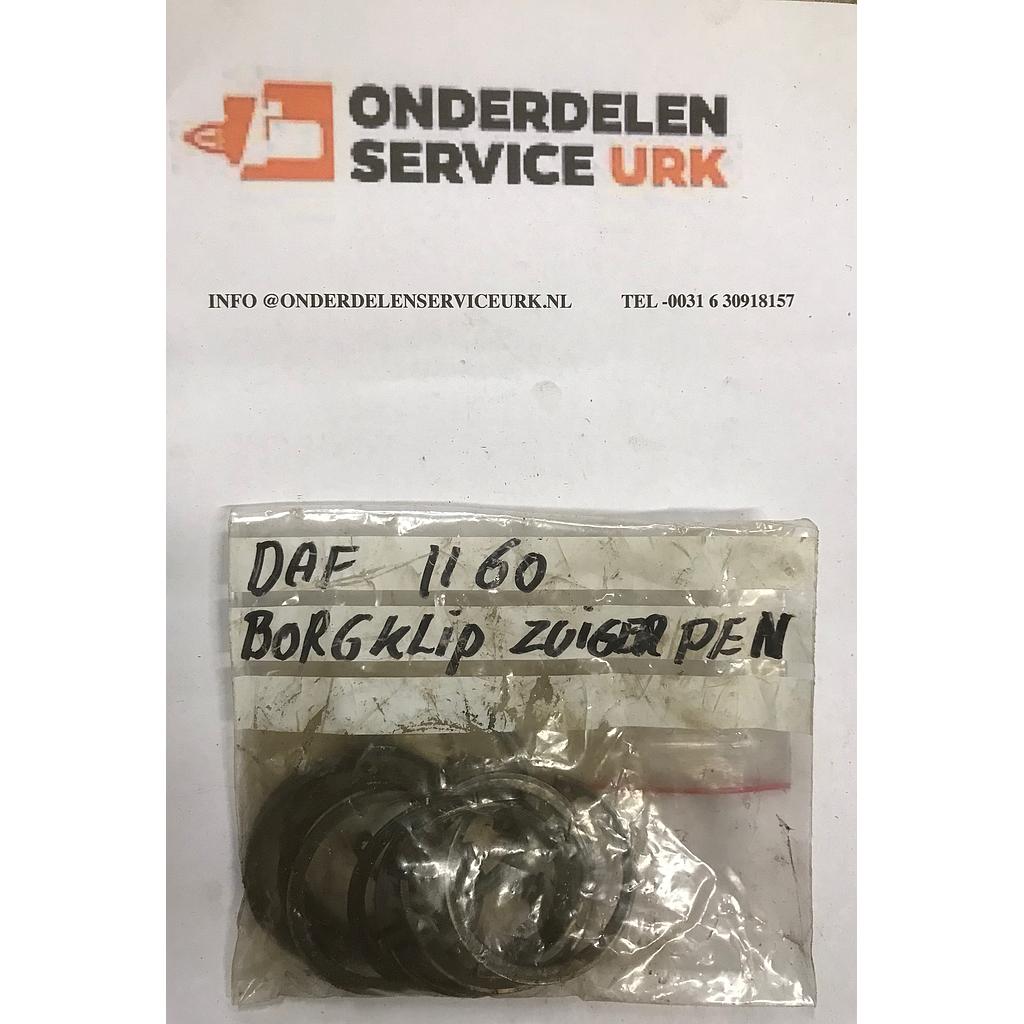 ONDERDELEN
SERVICE URK
INFO @ONDERDELENSERVICEURK.NL TEL -0031 6 30918157
DAF 1160
BORGKLIP ZUIGER PEN